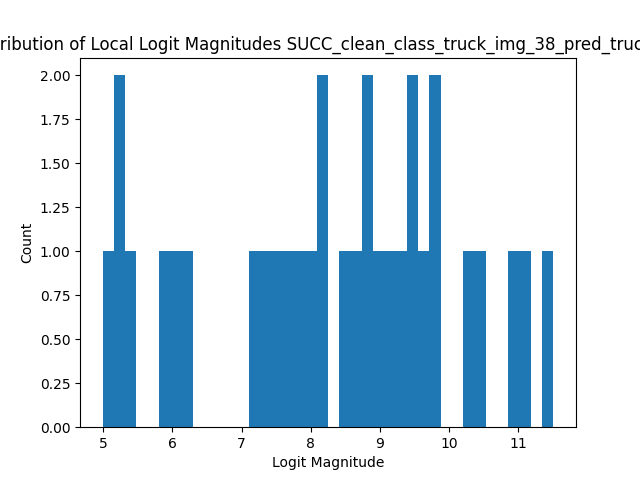 ribution of Local Logit Magnitudes SUCC_clean_class_truck_img_38_pred_truc
2.00
1.75
1.50
1.25
1.00
0.75
0.50
0.25
0.00
Count
5 6 7 8 9 10 11
Logit Magnitude